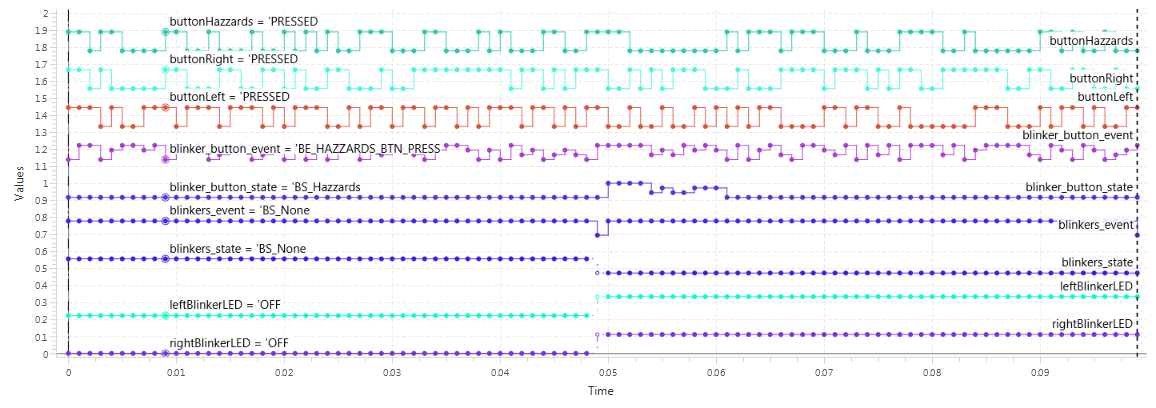 2
1.9
1.8
1.7
1.6
1.5
1.4
1.3
1.2
1.1
1
0.9
0.8
0.7
0.6
0.5
0.4
0.3
0.2
0.1
0
Values
buttonHazzards = 'PRESSED
buttonHazzards
buttonRight = 'PRESSED
buttonRight
buttonLeft = 'PRESSED
buttonLeft
blinker_button_event
blinker_button_event = 'BE_HAZZARDS_BTN_PRESS
blinker_button_state = 'BS_Hazzards
blinker_button_state
blinkers_event = 'BS_None
blinkers_event
blinkers_state = 'BS_None
blinkers_state
leftBlinkerLED
leftBlinkerLED = 'OFF
rightBlinkerLED
rightBlinkerLED = 'OFF
0 0.01 0.02 0.03 0.04 0.05 0.06 0.07 0.08 0.09
Time